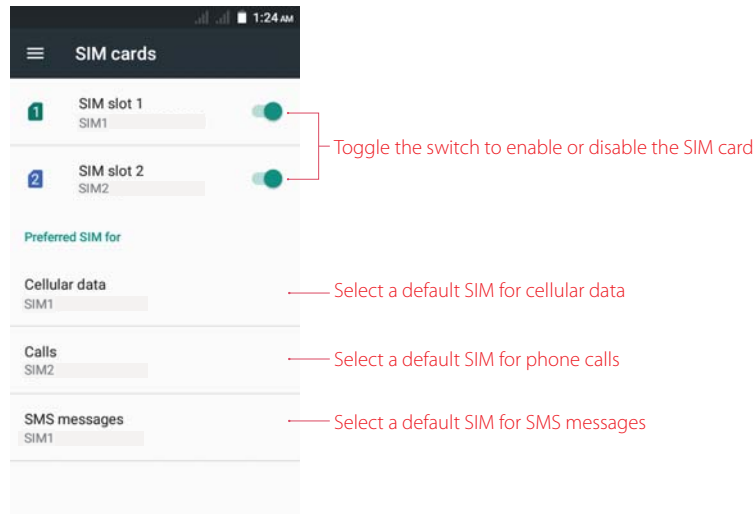 1:24 AM
SIM cards
1
SIM slot 1
SIM1
Toggle the switch to enable or disable the SIM card
2
SIM slot 2
SIM2
Preferred SIM for
Cellular data
SIM1
Select a default SIM for cellular data
Calls
SIM2
Select a default SIM for phone calls
SMS messages
SIM1
Select a default SIM for SMS messages